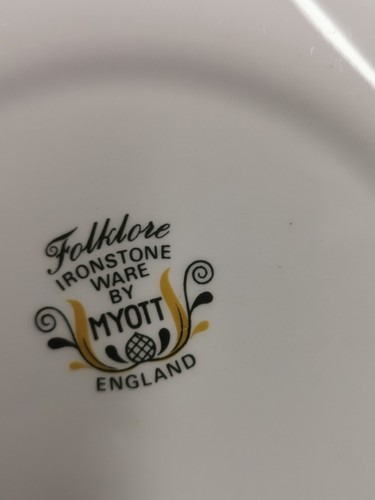 Folklore
IRONSTONE
WARE
BY
MYOTT
ENGLAND